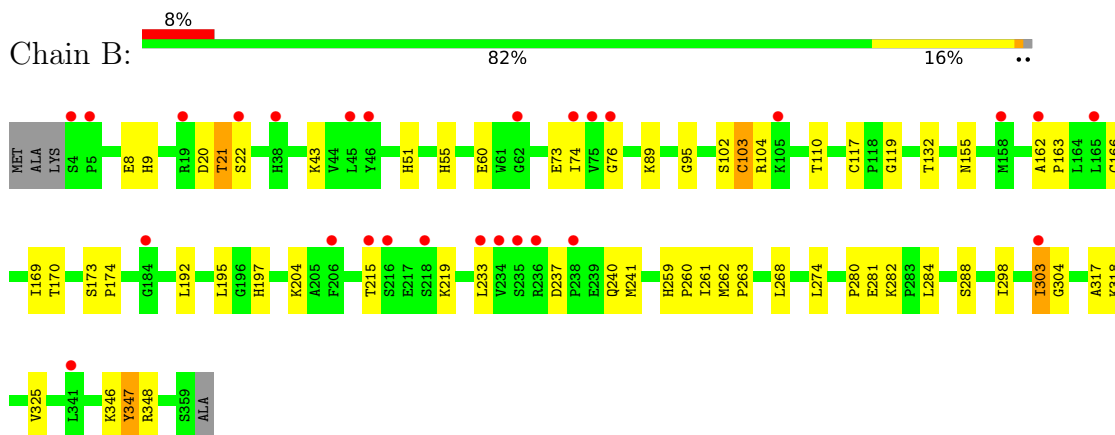 8%
Chain B:
82%
16%
••
MET ALA LYS S4 P5 E8 H9 R19 D20 T21 S22 H38 K43 V44 L45 Y46 H51 H55 E60 W61 G62 E73 I74 V75 G76 K89 G95 S102 C103 R104 K105 T110 C117 P118 G119 T132 N155 M158 A162 P163 L164 L165 C166
I169 T170 S173 P174 G184 L192 L195 G196 H197 K204 A205 F206 T215 S216 E217 S218 K219 L233 V234 S235 R236 D237 P238 E239 Q240 M241 H259 P260 I261 M262 P263 L268 L274 P280 E281 K282 P283 L284 S288 I298 I303 G304 A317 K318
V325 L341 K346 Y347 R348 S359 ALA